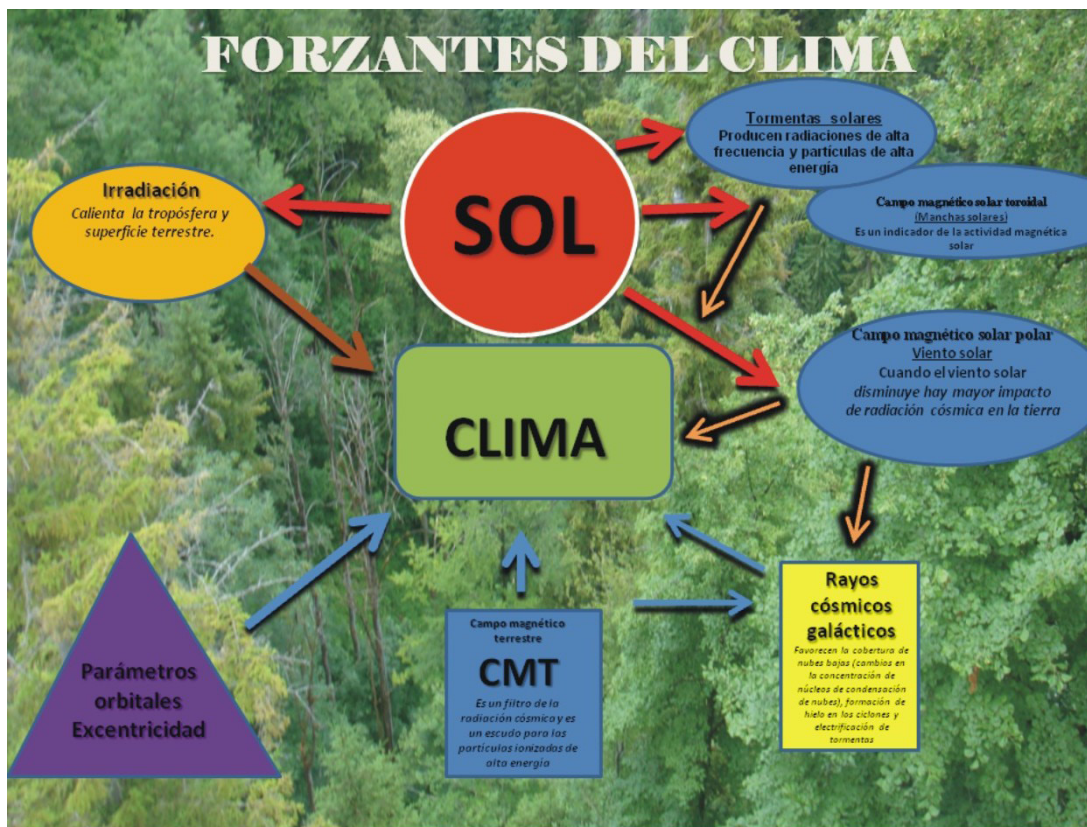 FORZANTES DEL CLIMA
Tormentas solares
Producen radiaciones de alta
frecuencia y partículas de alta
energía
Irradiación
Calienta la tropósfera y
superficie terrestre.
SOL
Campo magnético solar toroidal
(Manchas solares)
Es un indicador de la actividad magnética
solar
Campo magnético solar polar
Viento solar
Cuando el viento solar
disminuye hay mayor impacto
de radiación cósmica en la tierra
CLIMA
Parámetros
orbitales
Excentricidad
Campo magnético
terrestre
CMT
Es un filtro de la
radiación cósmica y es
un escudo para las
partículas ionizadas de
alta energía
Rayos
cósmicos
galácticos
Favorecen la cobertura de
nubes bajas (cambios en
la concentración de
núcleos de condensación
de nubes), formación de
hielo en los ciclones y
electrificación de
tormentas